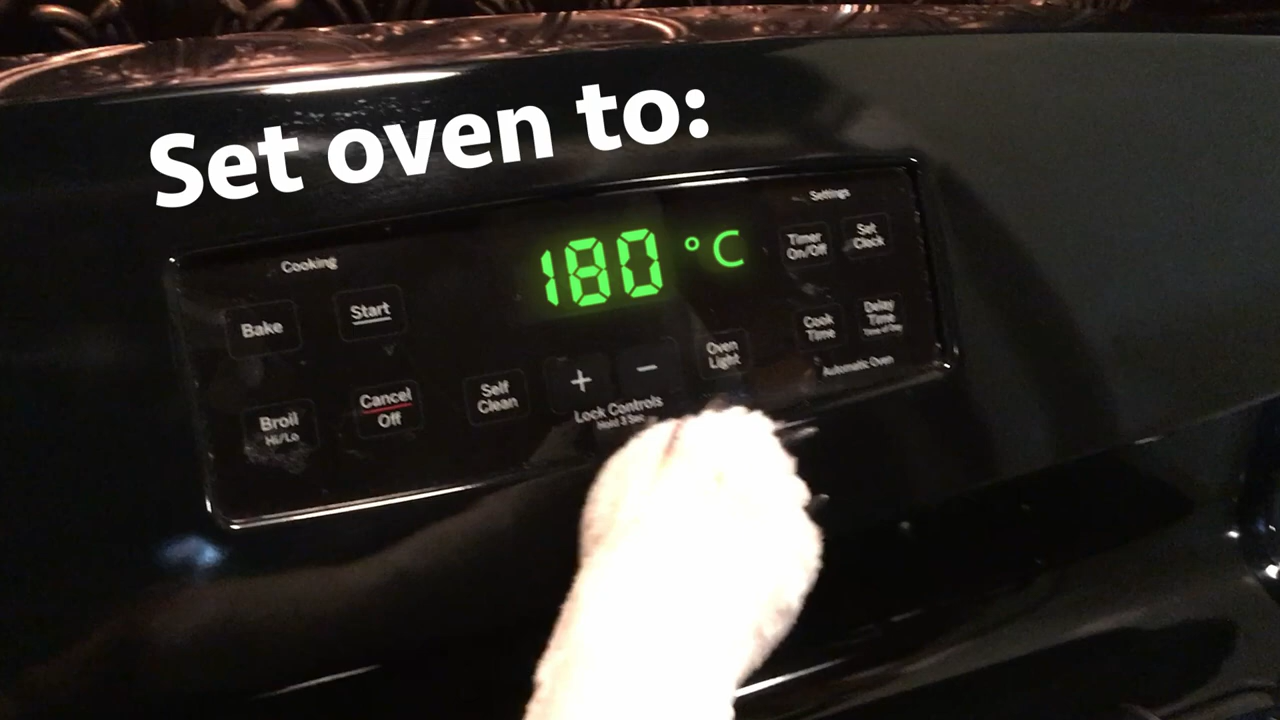 Set oven to:
Settings
180 °C
Timer
On/Off
Set
Clock
Cooking
Bake
Start
Cook
Time
Delay
Time
Time of Day
Oven
Light
+
−
Self
Clean
Cancel
Off
Broil
Hi/Lo
Lock Controls
Hold 3 Sec
Automatic Oven